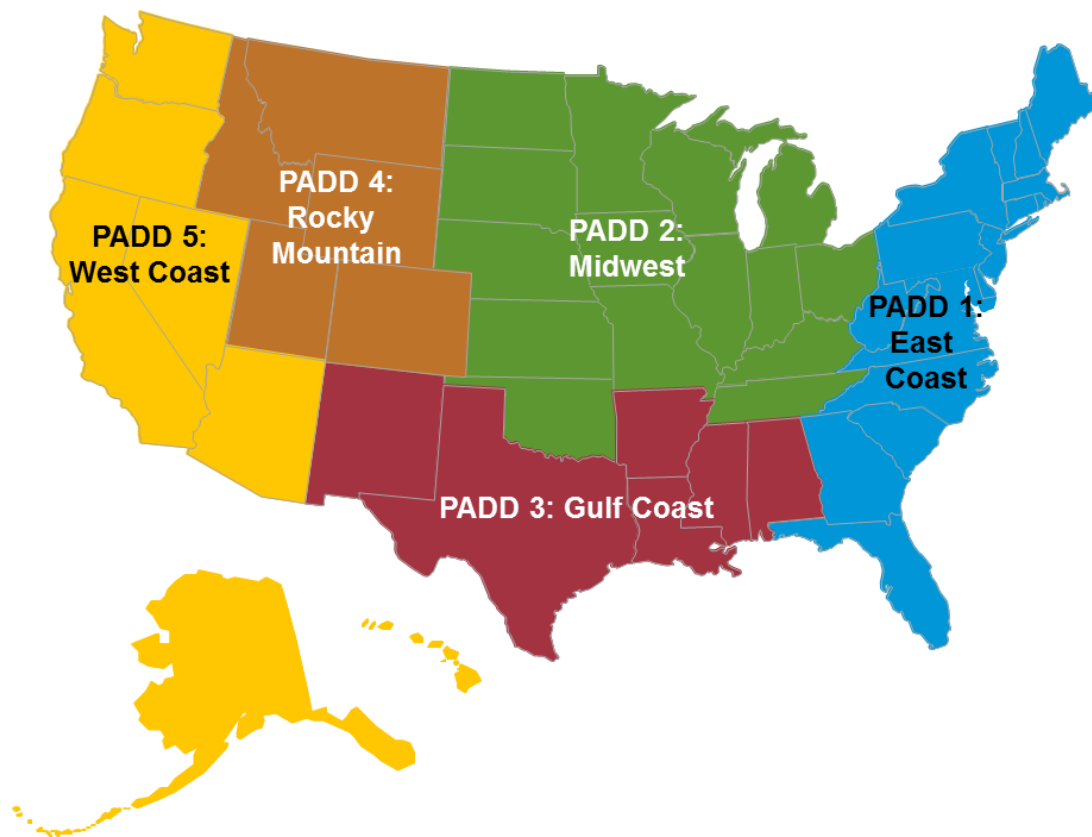 PADD 4:
Rocky
Mountain
PADD 5:
West Coast
PADD 2:
Midwest
PADD 1:
East
Coast
PADD 3: Gulf Coast